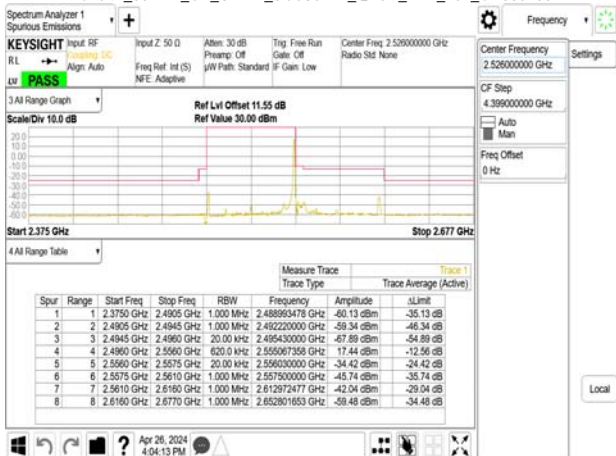 Spectrum Analyzer 1
Spurious Emissions
Frequency
KEYSIGHT Input: RF
RL Coupling: DC
Align: Auto
PASS
Input Z: 50 Ω
Freq Ref: Int (S)
NFE: Adaptive
Atten: 30 dB
Preamp: Off
µW Path: Standard
Trig: Free Run
Gate: Off
IF Gain: Low
Center Freq: 2.526000000 GHz
Radio Std: None
Center Frequency
2.526000000 GHz
Settings
CF Step
4.399000000 GHz
Auto
Man
Freq Offset
0 Hz
Local
3 All Range Graph
Scale/Div 10.0 dB
Ref Lvl Offset 11.55 dB
Ref Value 30.00 dBm
20.0
10.0
0.00
-10.0
-20.0
-30.0
-40.0
-50.0
-60.0
Start 2.375 GHz
Stop 2.677 GHz
4 All Range Table
Measure Trace Trace 1
Trace Type Trace Average (Active)
Spur Range Start Freq Stop Freq RBW Frequency Amplitude ΔLimit
1 1 2.3750 GHz 2.4905 GHz 1.000 MHz 2.488993478 GHz -60.13 dBm -35.13 dB
2 2 2.4905 GHz 2.4945 GHz 1.000 MHz 2.492220000 GHz -59.34 dBm -46.34 dB
3 3 2.4945 GHz 2.4960 GHz 20.00 kHz 2.495430000 GHz -67.89 dBm -54.89 dB
4 4 2.4960 GHz 2.5560 GHz 620.0 kHz 2.555067358 GHz 17.44 dBm -12.56 dB
5 5 2.5560 GHz 2.5575 GHz 20.00 kHz 2.556030000 GHz -34.42 dBm -24.42 dB
6 6 2.5575 GHz 2.5610 GHz 1.000 MHz 2.557500000 GHz -45.74 dBm -35.74 dB
7 7 2.5610 GHz 2.6160 GHz 1.000 MHz 2.612972477 GHz -42.04 dBm -29.04 dB
8 8 2.6160 GHz 2.6770 GHz 1.000 MHz 2.652801653 GHz -59.48 dBm -34.48 dB
Apr 26, 2024
4:04:13 PM